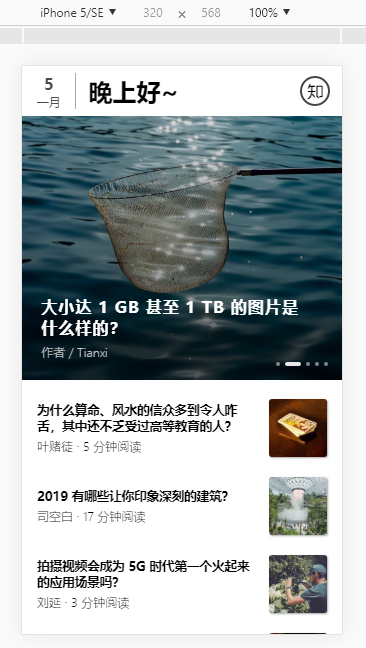 iPhone 5/SE ▼ 320 × 568 100% ▼
5
一月
晚上好~
知
大小达 1 GB 甚至 1 TB 的图片是
什么样的?
作者 / Tianxi
为什么算命、风水的信众多到令人咋
舌，其中还不乏受过高等教育的人?
叶赌徒 · 5 分钟阅读
2019 有哪些让你印象深刻的建筑?
司空白 · 17 分钟阅读
拍摄视频会成为 5G 时代第一个火起来
的应用场景吗?
刘延 · 3 分钟阅读